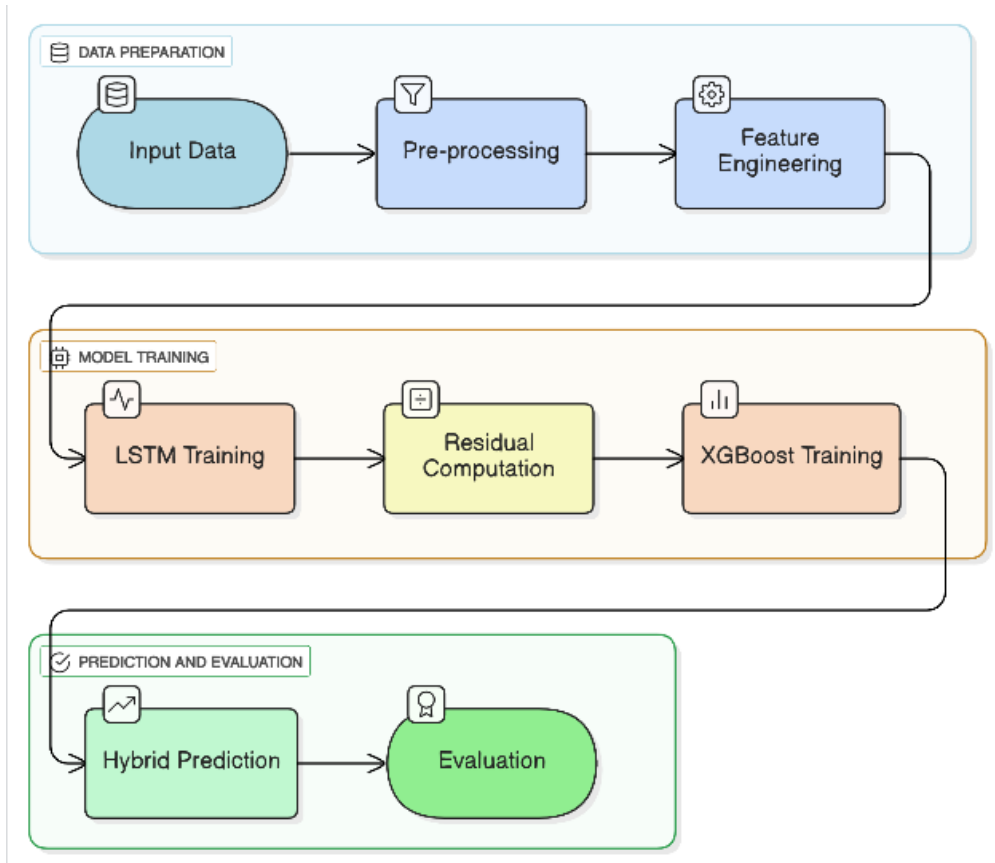 DATA PREPARATION
Input Data
Pre-processing
Feature
Engineering
MODEL TRAINING
LSTM Training
Residual
Computation
XGBoost Training
PREDICTION AND EVALUATION
Hybrid Prediction
Evaluation